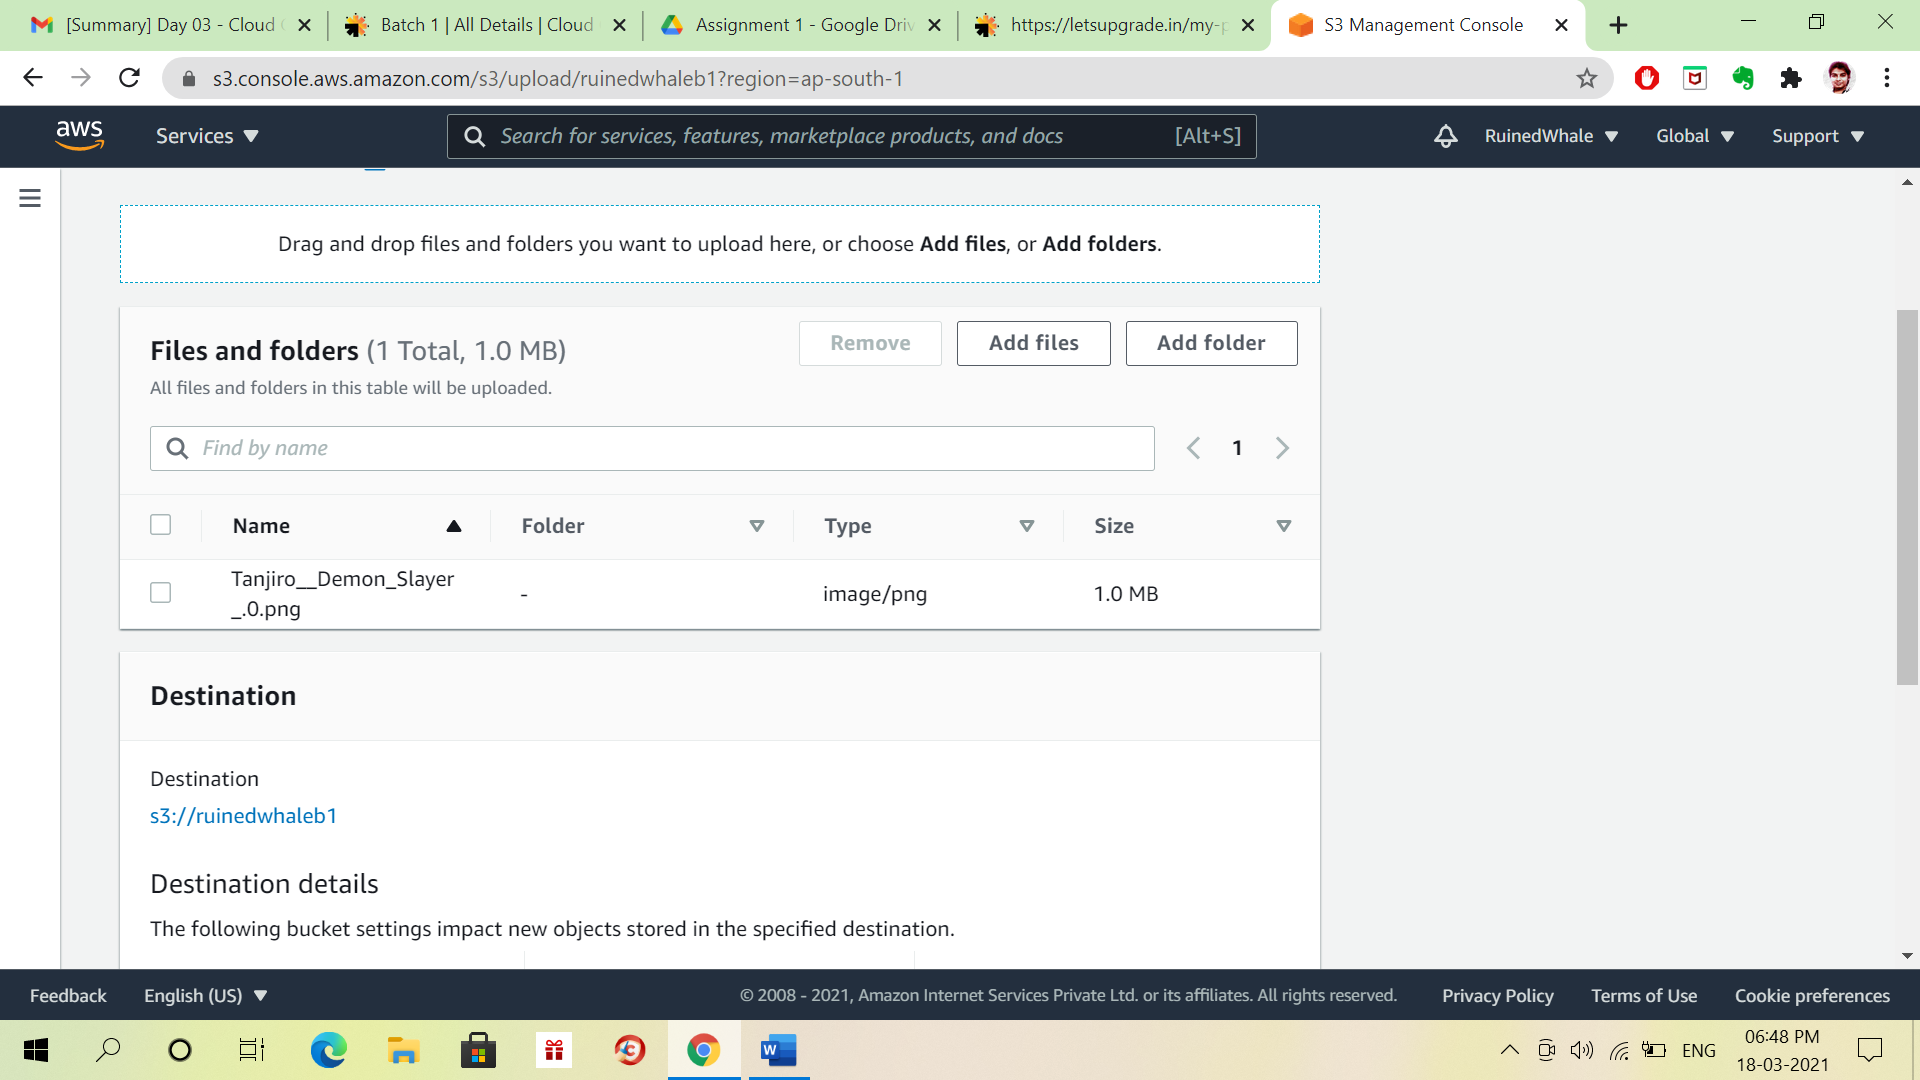 [Summary] Day 03 - Cloud
Batch 1 | All Details | Cloud
Assignment 1 - Google Driv
https://letsupgrade.in/my-p
S3 Management Console
s3.console.aws.amazon.com/s3/upload/ruinedwhaleb1?region=ap-south-1
aws
Services
Search for services, features, marketplace products, and docs
[Alt+S]
RuinedWhale
Global
Support
Drag and drop files and folders you want to upload here, or choose Add files, or Add folders.
Files and folders (1 Total, 1.0 MB)
Remove
Add files
Add folder
All files and folders in this table will be uploaded.
Find by name
1
Name
Folder
Type
Size
Tanjiro__Demon_Slayer
_.0.png
-
image/png
1.0 MB
Destination
Destination
s3://ruinedwhaleb1
Destination details
The following bucket settings impact new objects stored in the specified destination.
Feedback
English (US)
© 2008 - 2021, Amazon Internet Services Private Ltd. or its affiliates. All rights reserved.
Privacy Policy
Terms of Use
Cookie preferences
ENG
06:48 PM
18-03-2021